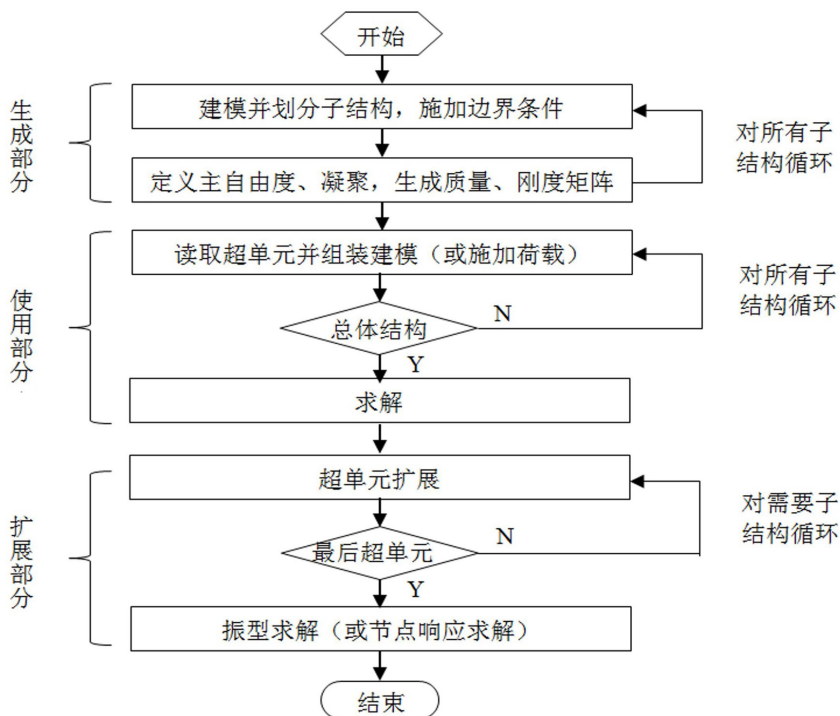 开始
生成部分
建模并划分子结构，施加边界条件
对所有子
结构循环
定义主自由度、凝聚，生成质量、刚度矩阵
使用部分
读取超单元并组装建模（或施加荷载）
对所有子
结构循环
总体结构
N
Y
求解
扩展部分
超单元扩展
对需要子
结构循环
最后超单元
N
Y
振型求解（或节点响应求解）
结束